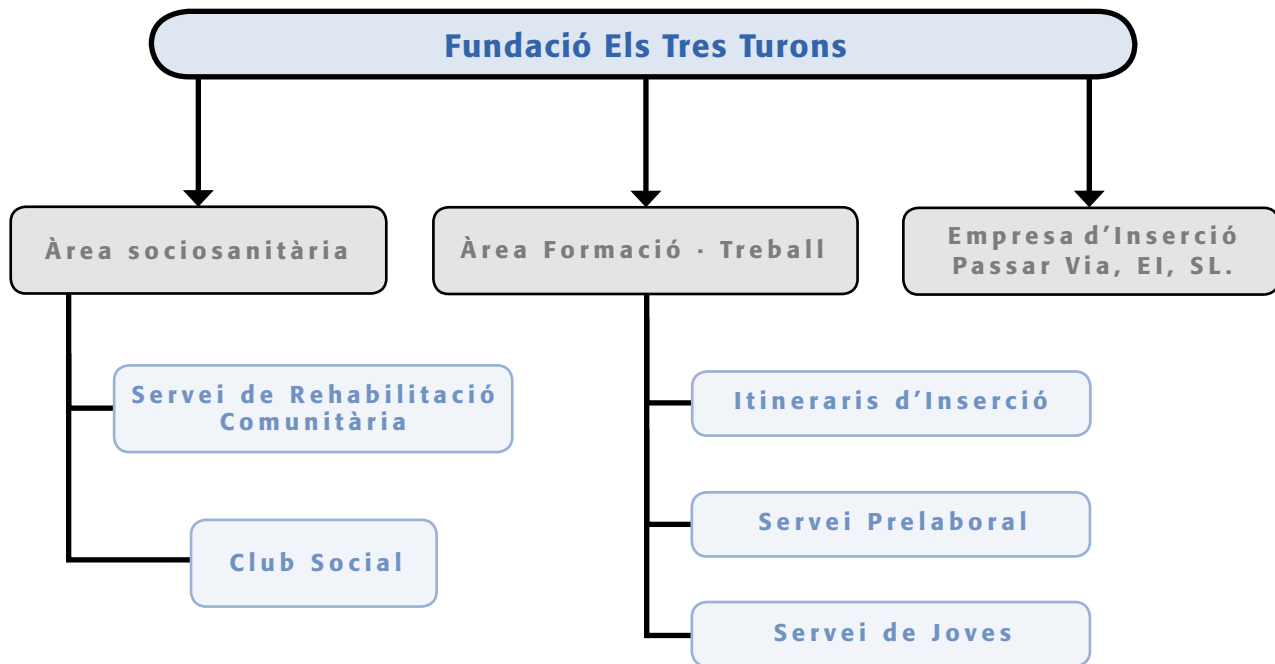 Fundació Els Tres Turons
Àrea sociosanitària
Àrea Formació · Treball
Empresa d'Inserció
Passar Via, EI, SL.
Servei de Rehabilitació
Comunitària
Club Social
Itineraris d'Inserció
Servei Prelaboral
Servei de Joves